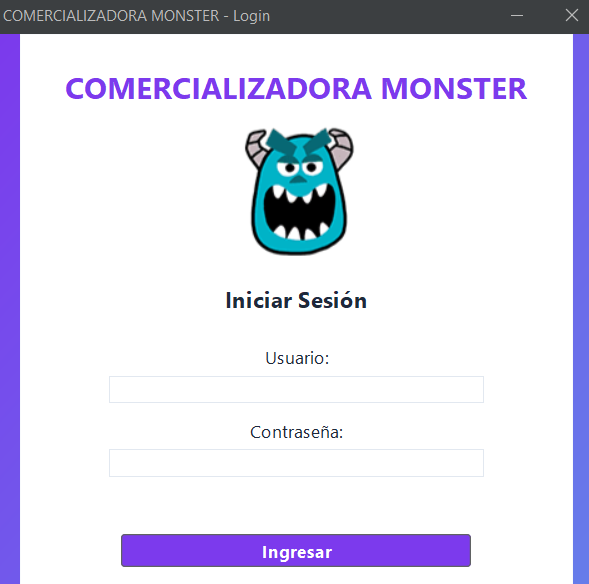 COMERCIALIZADORA MONSTER - Login
COMERCIALIZADORA MONSTER
Iniciar Sesión
Usuario:
Contraseña:
Ingresar